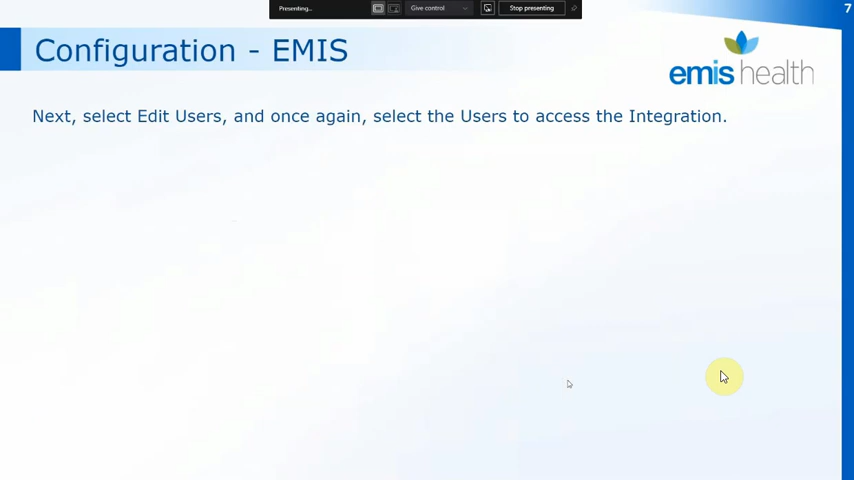 Presenting...
Give control
Stop presenting
7
Configuration - EMIS
emis health
Next, select Edit Users, and once again, select the Users to access the Integration.